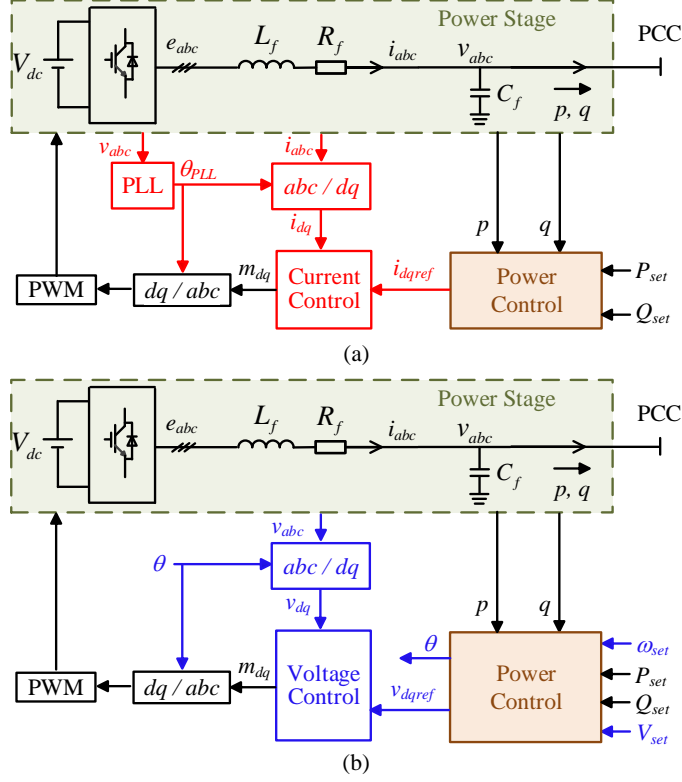 Power Stage
PCC
V_dc
e_abc
L_f
R_f
i_abc
v_abc
C_f
p, q
v_abc
i_abc
PLL
θ_PLL
abc / dq
i_dq
p
q
PWM
dq / abc
m_dq
Current
Control
i_dqref
Power
Control
P_set
Q_set
(a)
Power Stage
PCC
V_dc
e_abc
L_f
R_f
i_abc
v_abc
C_f
p, q
v_abc
θ
abc / dq
v_dq
p
q
PWM
dq / abc
m_dq
Voltage
Control
θ
v_dqref
Power
Control
ω_set
P_set
Q_set
V_set
(b)